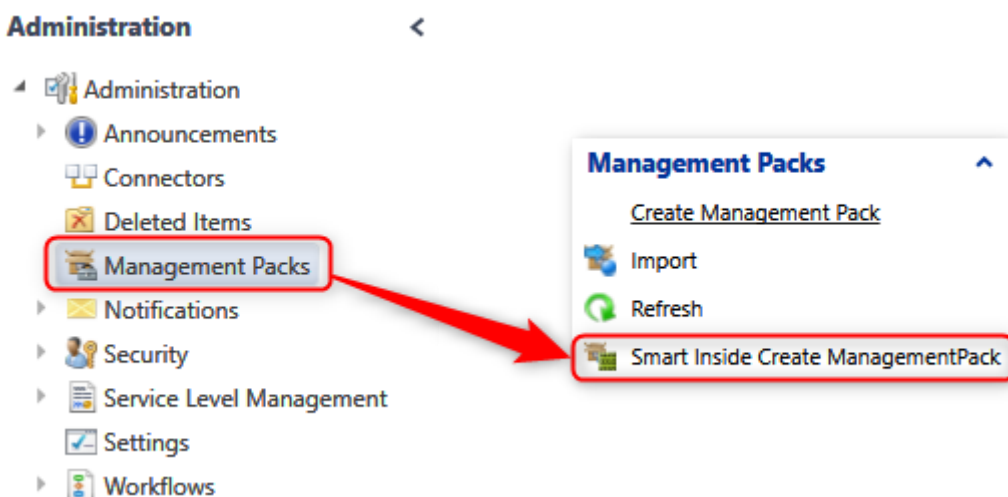 Administration
Administration
Announcements
Connectors
Deleted Items
Management Packs
Notifications
Security
Service Level Management
Settings
Workflows
Management Packs
Create Management Pack
Import
Refresh
Smart Inside Create ManagementPack